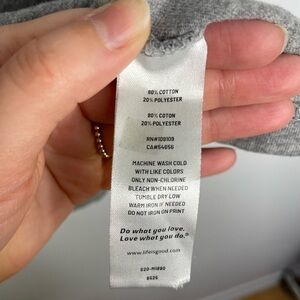 80% COTTON
20% POLYESTER
80% COTON
20% POLYESTER
RN#109109
CA#54056
MACHINE WASH COLD
WITH LIKE COLORS
ONLY NON-CHLORINE
BLEACH WHEN NEEDED
TUMBLE DRY LOW
WARM IRON IF NEEDED
DO NOT IRON ON PRINT
Do what you love,
Love what you do.®
www.lifeisgood.com